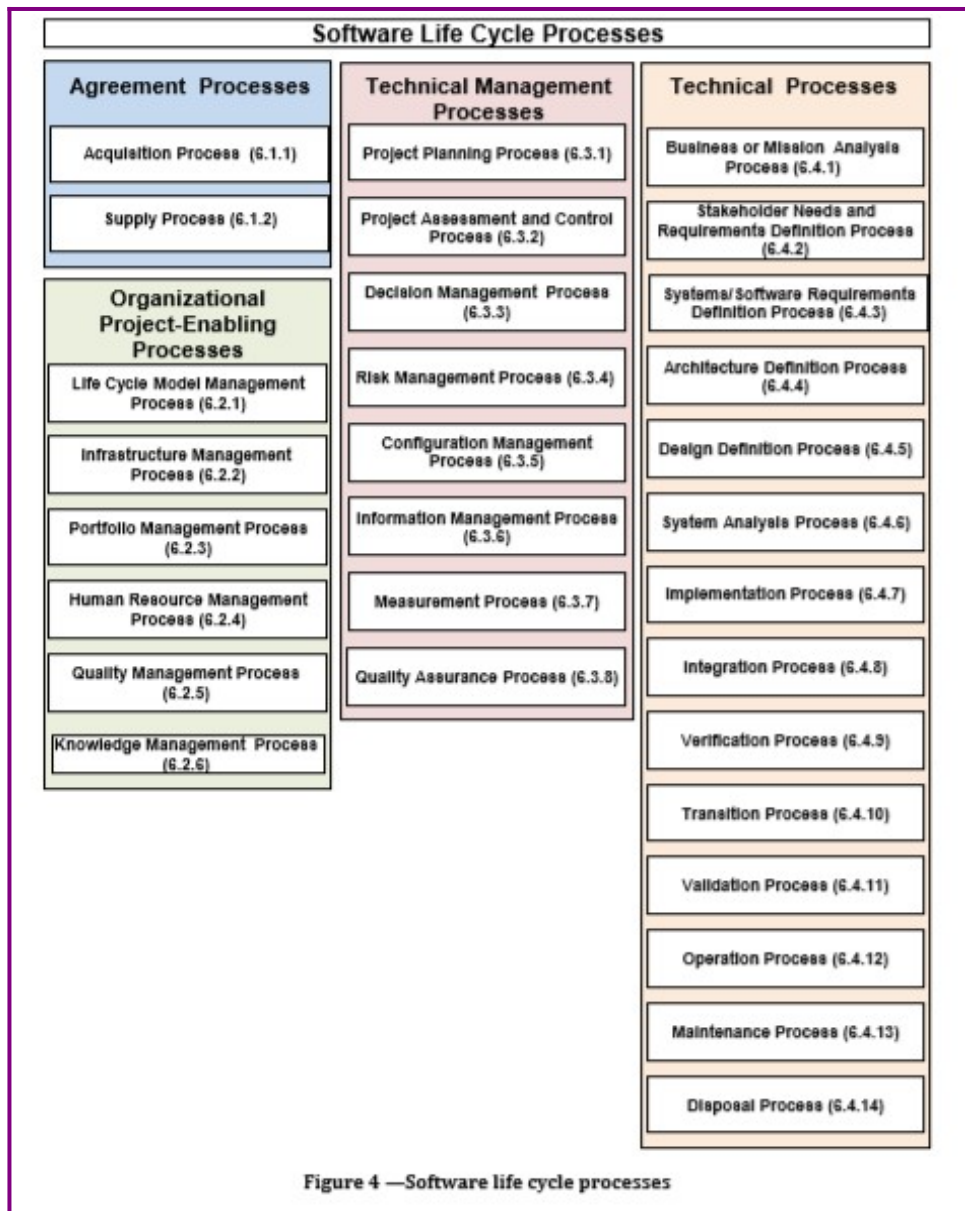 Software Life Cycle Processes
Agreement Processes
Acquisition Process (6.1.1)
Supply Process (6.1.2)
Organizational
Project-Enabling
Processes
Life Cycle Model Management
Process (6.2.1)
Infrastructure Management
Process (6.2.2)
Portfolio Management Process
(6.2.3)
Human Resource Management
Process (6.2.4)
Quality Management Process
(6.2.5)
Knowledge Management Process
(6.2.6)
Technical Management
Processes
Project Planning Process (6.3.1)
Project Assessment and Control
Process (6.3.2)
Decision Management Process
(6.3.3)
Risk Management Process (6.3.4)
Configuration Management
Process (6.3.5)
Information Management Process
(6.3.6)
Measurement Process (6.3.7)
Quality Assurance Process (6.3.8)
Technical Processes
Business or Mission Analysis
Process (6.4.1)
Stakeholder Needs and
Requirements Definition Process
(6.4.2)
Systems/Software Requirements
Definition Process (6.4.3)
Architecture Definition Process
(6.4.4)
Design Definition Process (6.4.5)
System Analysis Process (6.4.6)
Implementation Process (6.4.7)
Integration Process (6.4.8)
Verification Process (6.4.9)
Transition Process (6.4.10)
Validation Process (6.4.11)
Operation Process (6.4.12)
Maintenance Process (6.4.13)
Disposal Process (6.4.14)
Figure 4 —Software life cycle processes